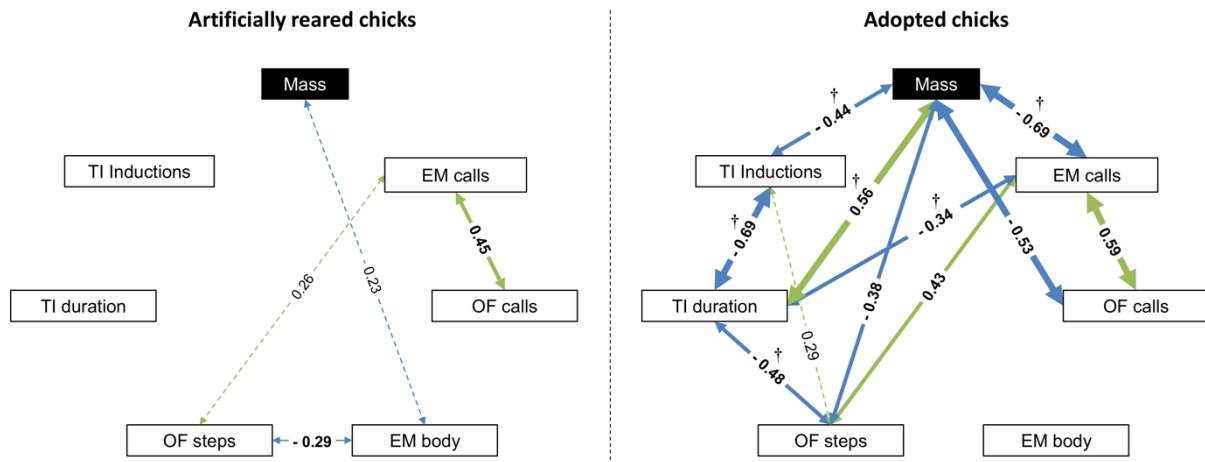 Artificially reared chicks
Mass
TI Inductions
EM calls
0.45
0.26
0.23
TI duration
OF calls
OF steps
- 0.29
EM body
Adopted chicks
Mass
†
- 0.44
†
- 0.69
TI Inductions
EM calls
†
0.56
†
- 0.34
†
- 0.69
- 0.53
0.59
0.43
- 0.38
0.29
TI duration
OF calls
†
- 0.48
OF steps
EM body